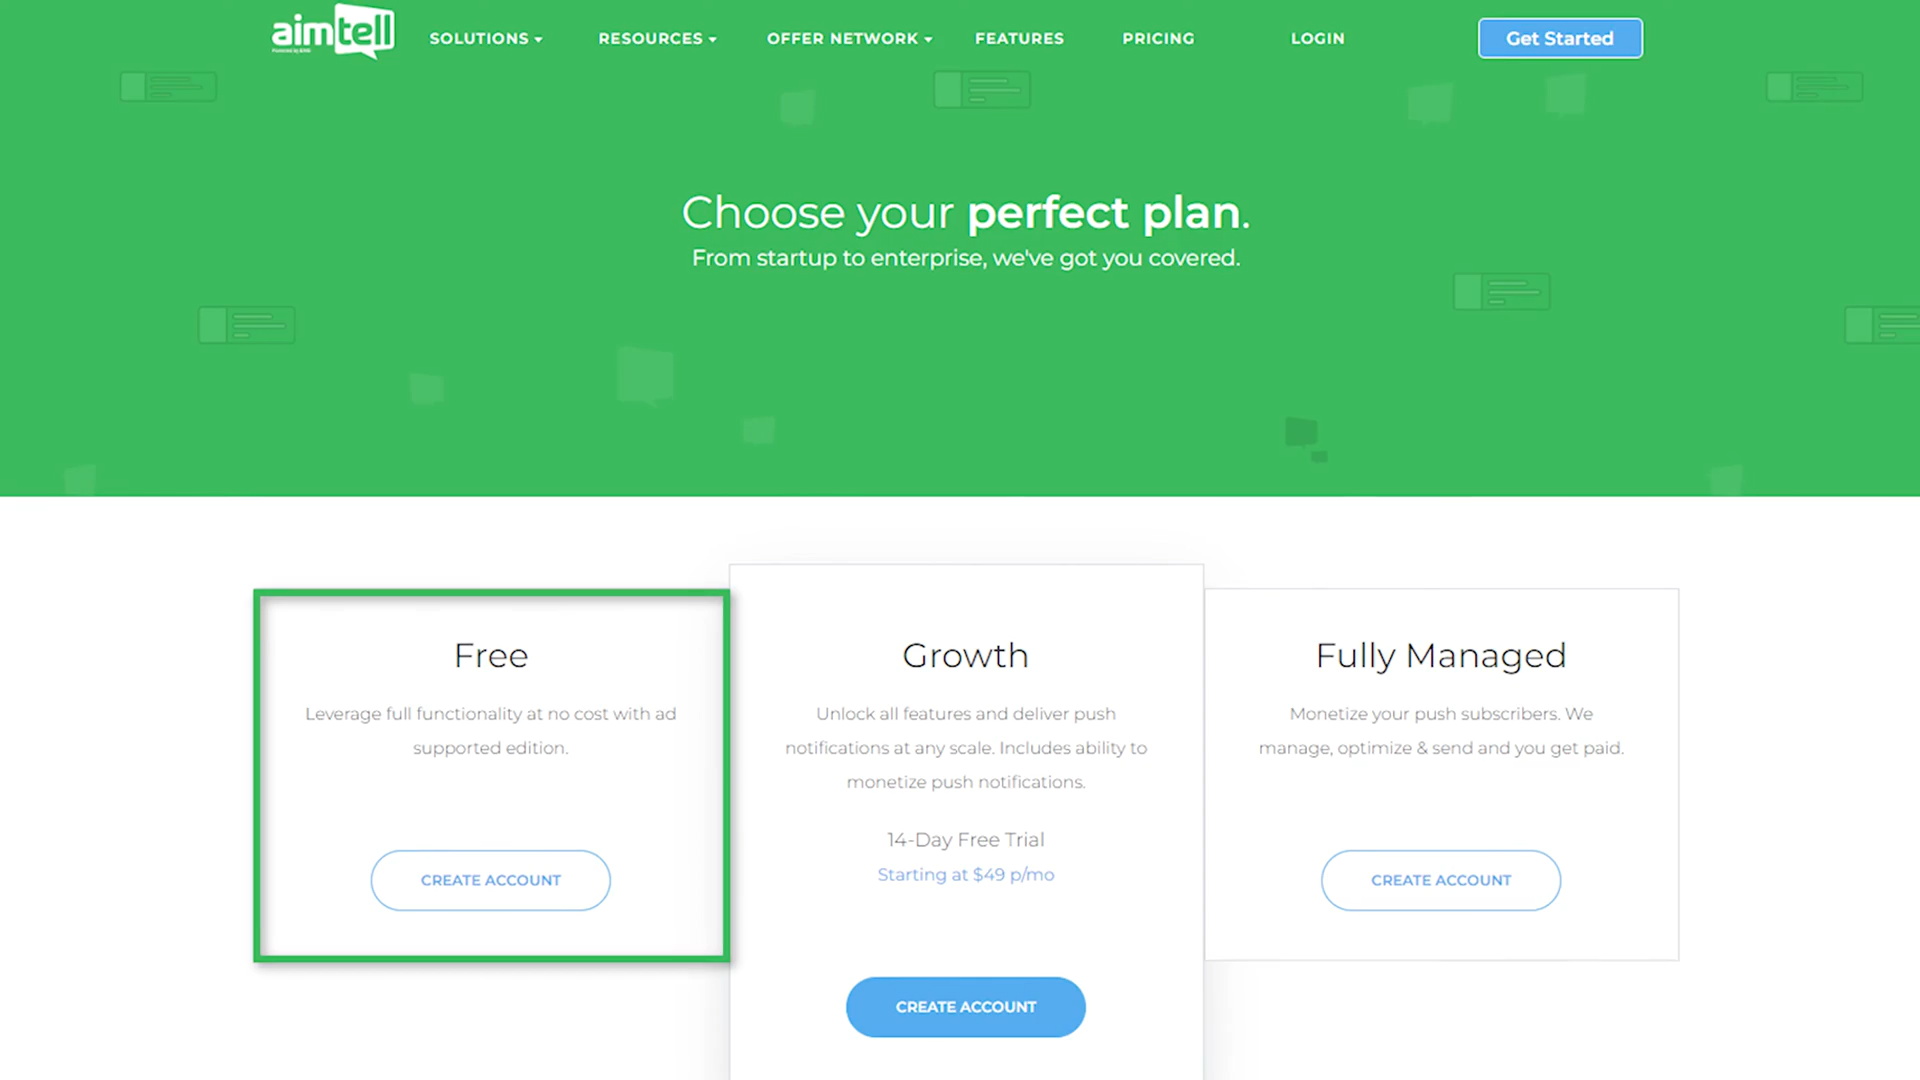 aimtell
SOLUTIONS
RESOURCES
OFFER NETWORK
FEATURES
PRICING
LOGIN
Get Started
Choose your perfect plan.
From startup to enterprise, we've got you covered.
Free
Leverage full functionality at no cost with ad
supported edition.
CREATE ACCOUNT
Growth
Unlock all features and deliver push
notifications at any scale. Includes ability to
monetize push notifications.
14-Day Free Trial
Starting at $49 p/mo
CREATE ACCOUNT
Fully Managed
Monetize your push subscribers. We
manage, optimize & send and you get paid.
CREATE ACCOUNT